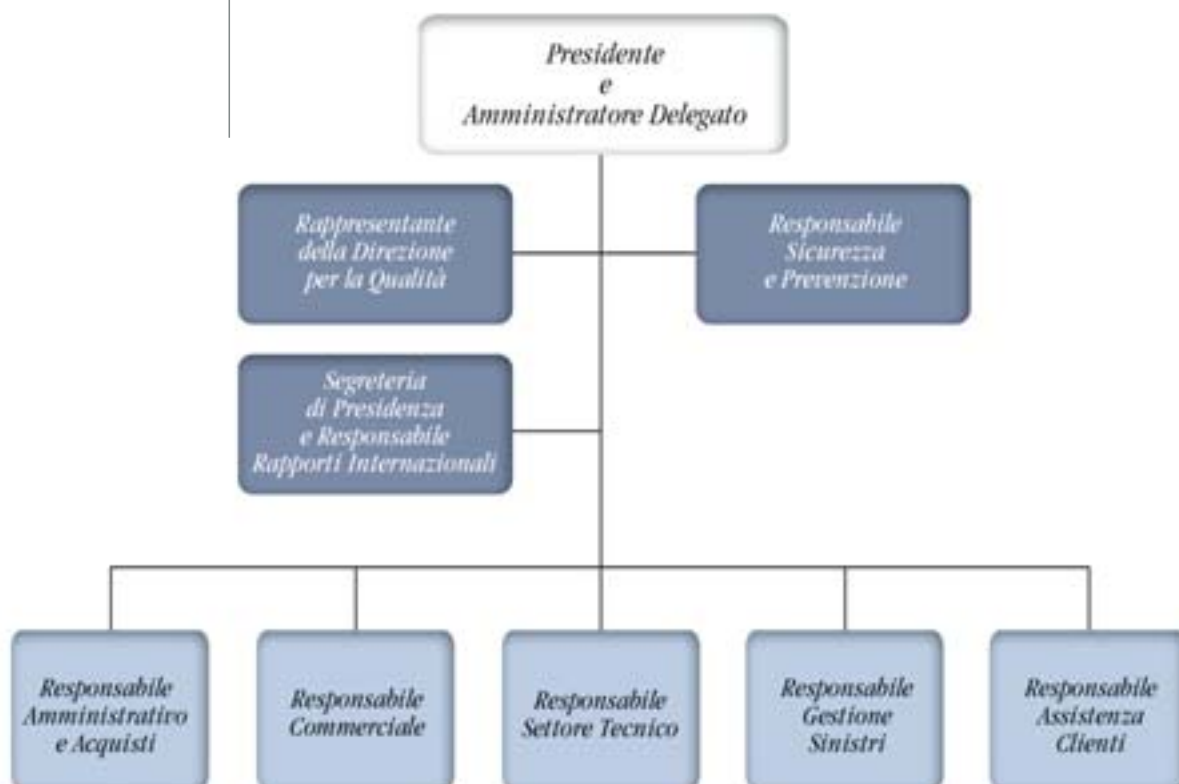 Presidente
e
Amministratore Delegato
Rappresentante
della Direzione
per la Qualità
Responsabile
Sicurezza
e Prevenzione
Segreteria
di Presidenza
e Responsabile
Rapporti Internazionali
Responsabile
Amministrativo
e Acquisti
Responsabile
Commerciale
Responsabile
Settore Tecnico
Responsabile
Gestione
Sinistri
Responsabile
Assistenza
Clienti